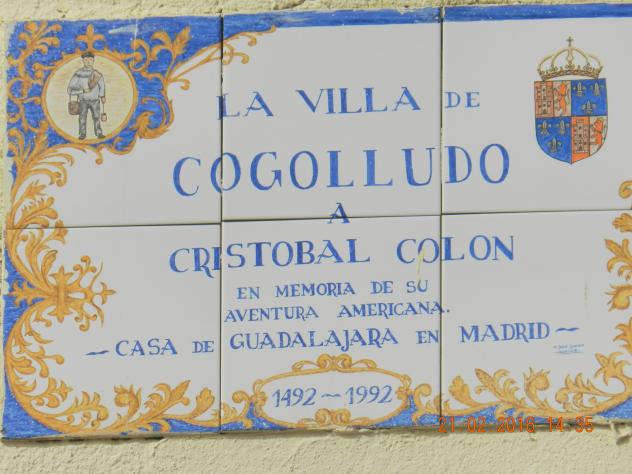 LA VILLA DE
COGOLLUDO
A
CRISTOBAL COLON
EN MEMORIA DE SU
AVENTURA AMERICANA.
~ CASA DE GUADALAJARA EN MADRID ~
1492 ~ 1992
21-02-2016 14:35